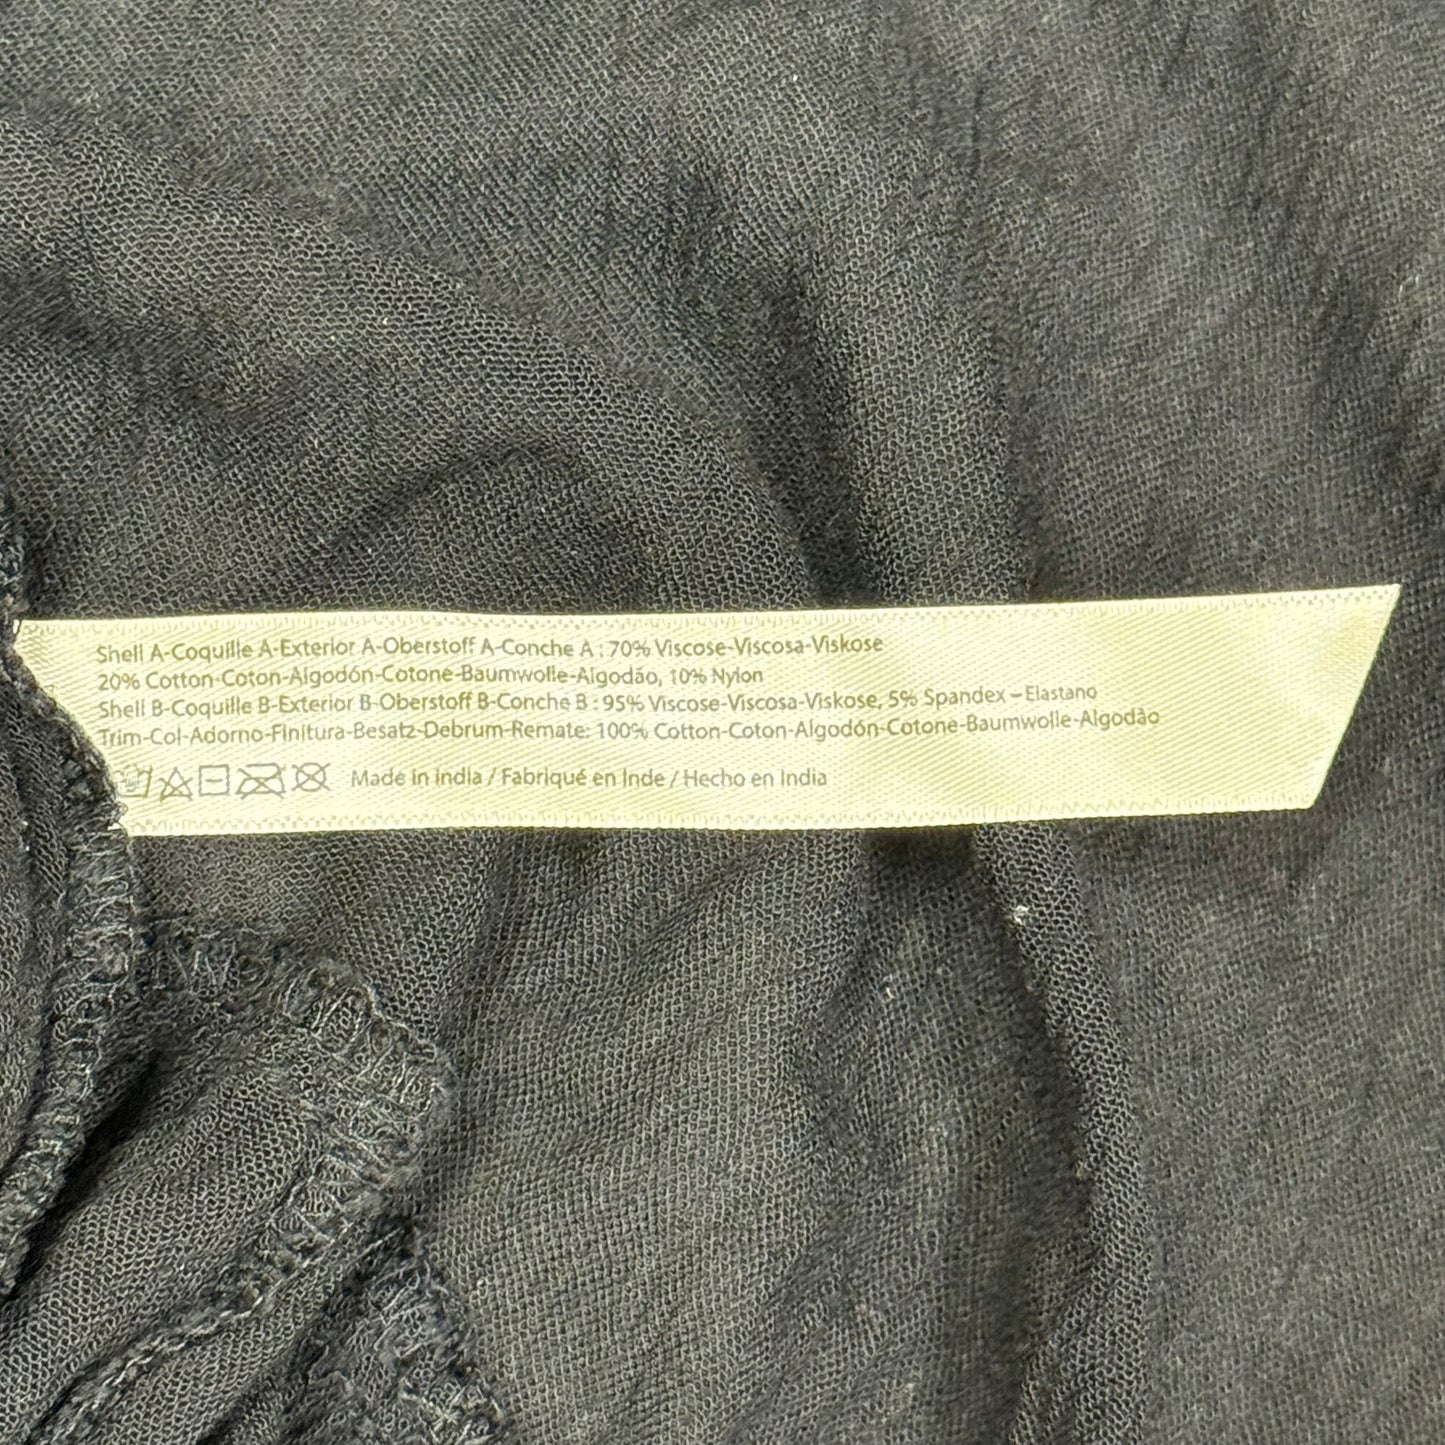 Shell A-Coquille A-Exterior A-Oberstoff A-Conche A : 70% Viscose-Viscosa-Viskose
20% Cotton-Coton-Algodón-Cotone-Baumwolle-Algodão, 10% Nylon
Shell B-Coquille B-Exterior B-Oberstoff B-Conche B : 95% Viscose-Viscosa-Viskose, 5% Spandex – Elastano
Trim-Col-Adorno-Finitura-Besatz-Debrum-Remate: 100% Cotton-Coton-Algodón-Cotone-Baumwolle-Algodão
Made in India / Fabriqué en Inde / Hecho en India